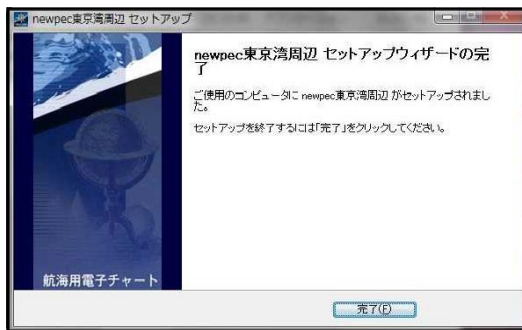 newpec東京湾周辺 セットアップ
newpec東京湾周辺 セットアップウィザードの完
了
ご使用のコンピュータに newpec東京湾周辺 がセットアップされまし
た。
セットアップを終了するには「完了」をクリックしてください。
航海用電子チャート
完了(F)